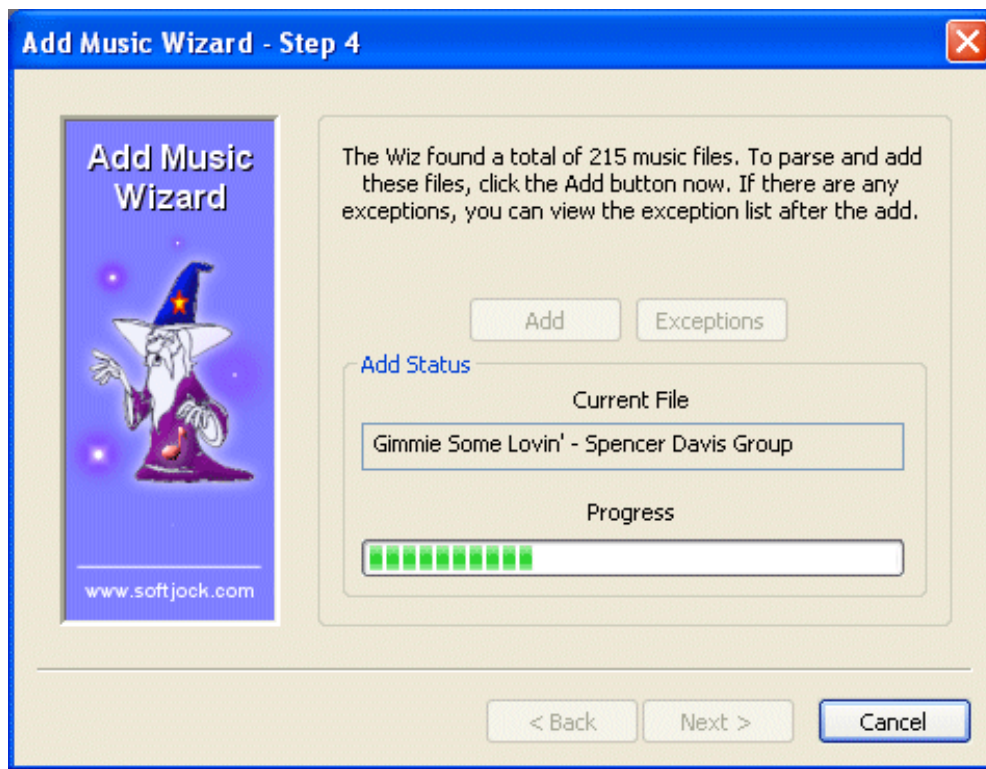 Add Music Wizard - Step 4
Add Music
Wizard
www.softjock.com
The Wiz found a total of 215 music files. To parse and add
these files, click the Add button now. If there are any
exceptions, you can view the exception list after the add.
Add
Exceptions
Add Status
Current File
Gimmie Some Lovin' - Spencer Davis Group
Progress
< Back
Next >
Cancel